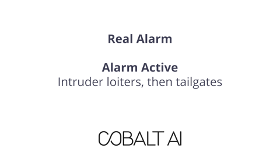 Real Alarm
Alarm Active
Intruder loiters, then tailgates
COBALT AI